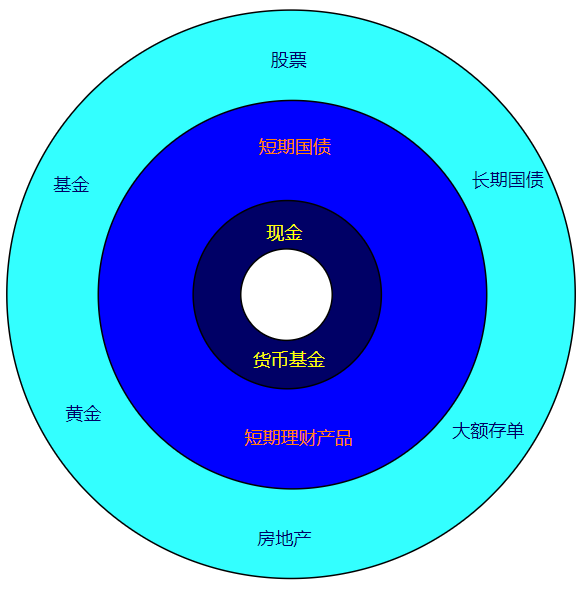 股票
短期国债
长期国债
基金
现金
货币基金
黄金
大额存单
短期理财产品
房地产